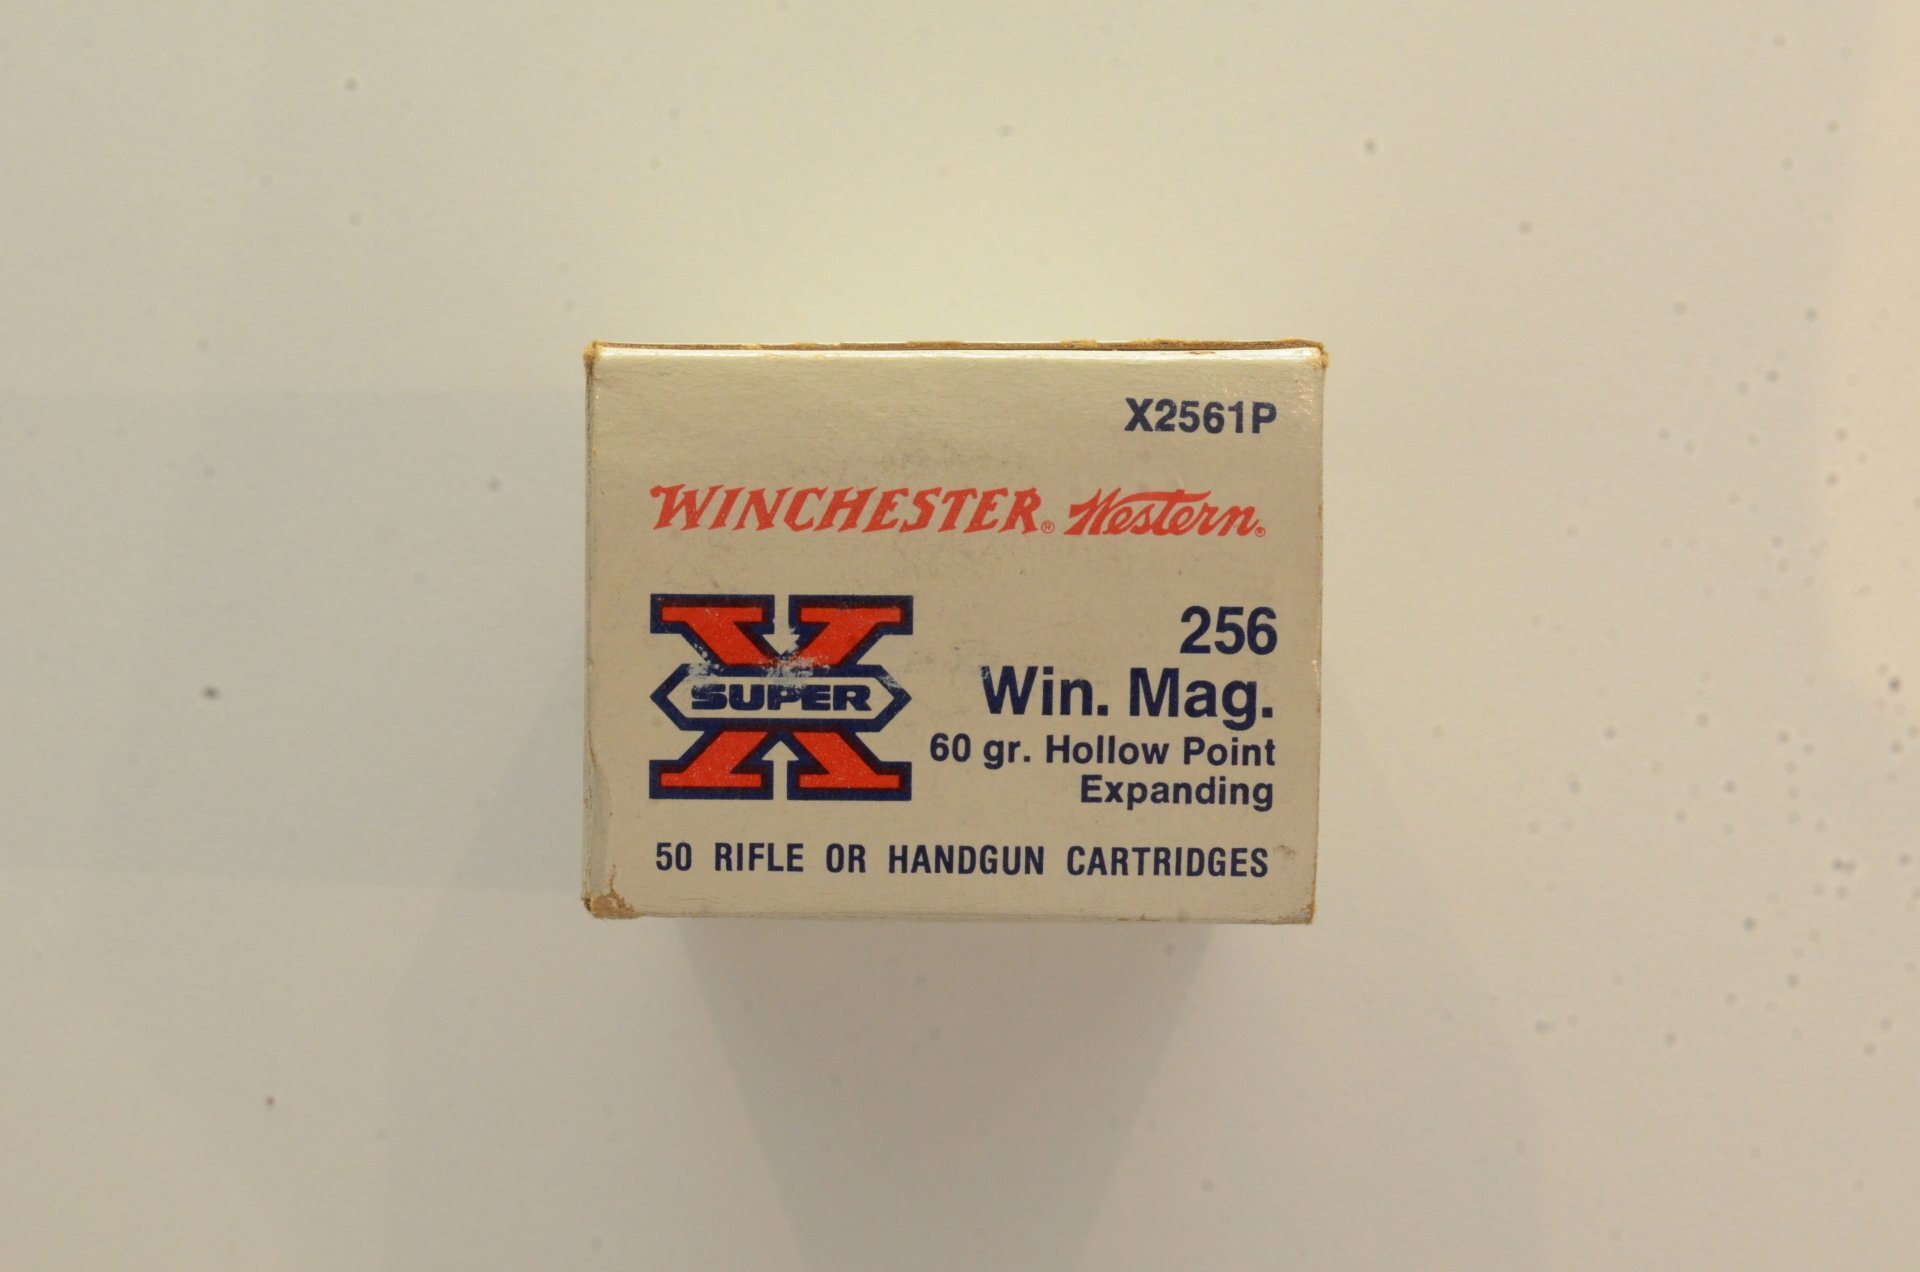 X2561P
WINCHESTER® Western®
SUPER X
256
Win. Mag.
60 gr. Hollow Point
Expanding
50 RIFLE OR HANDGUN CARTRIDGES